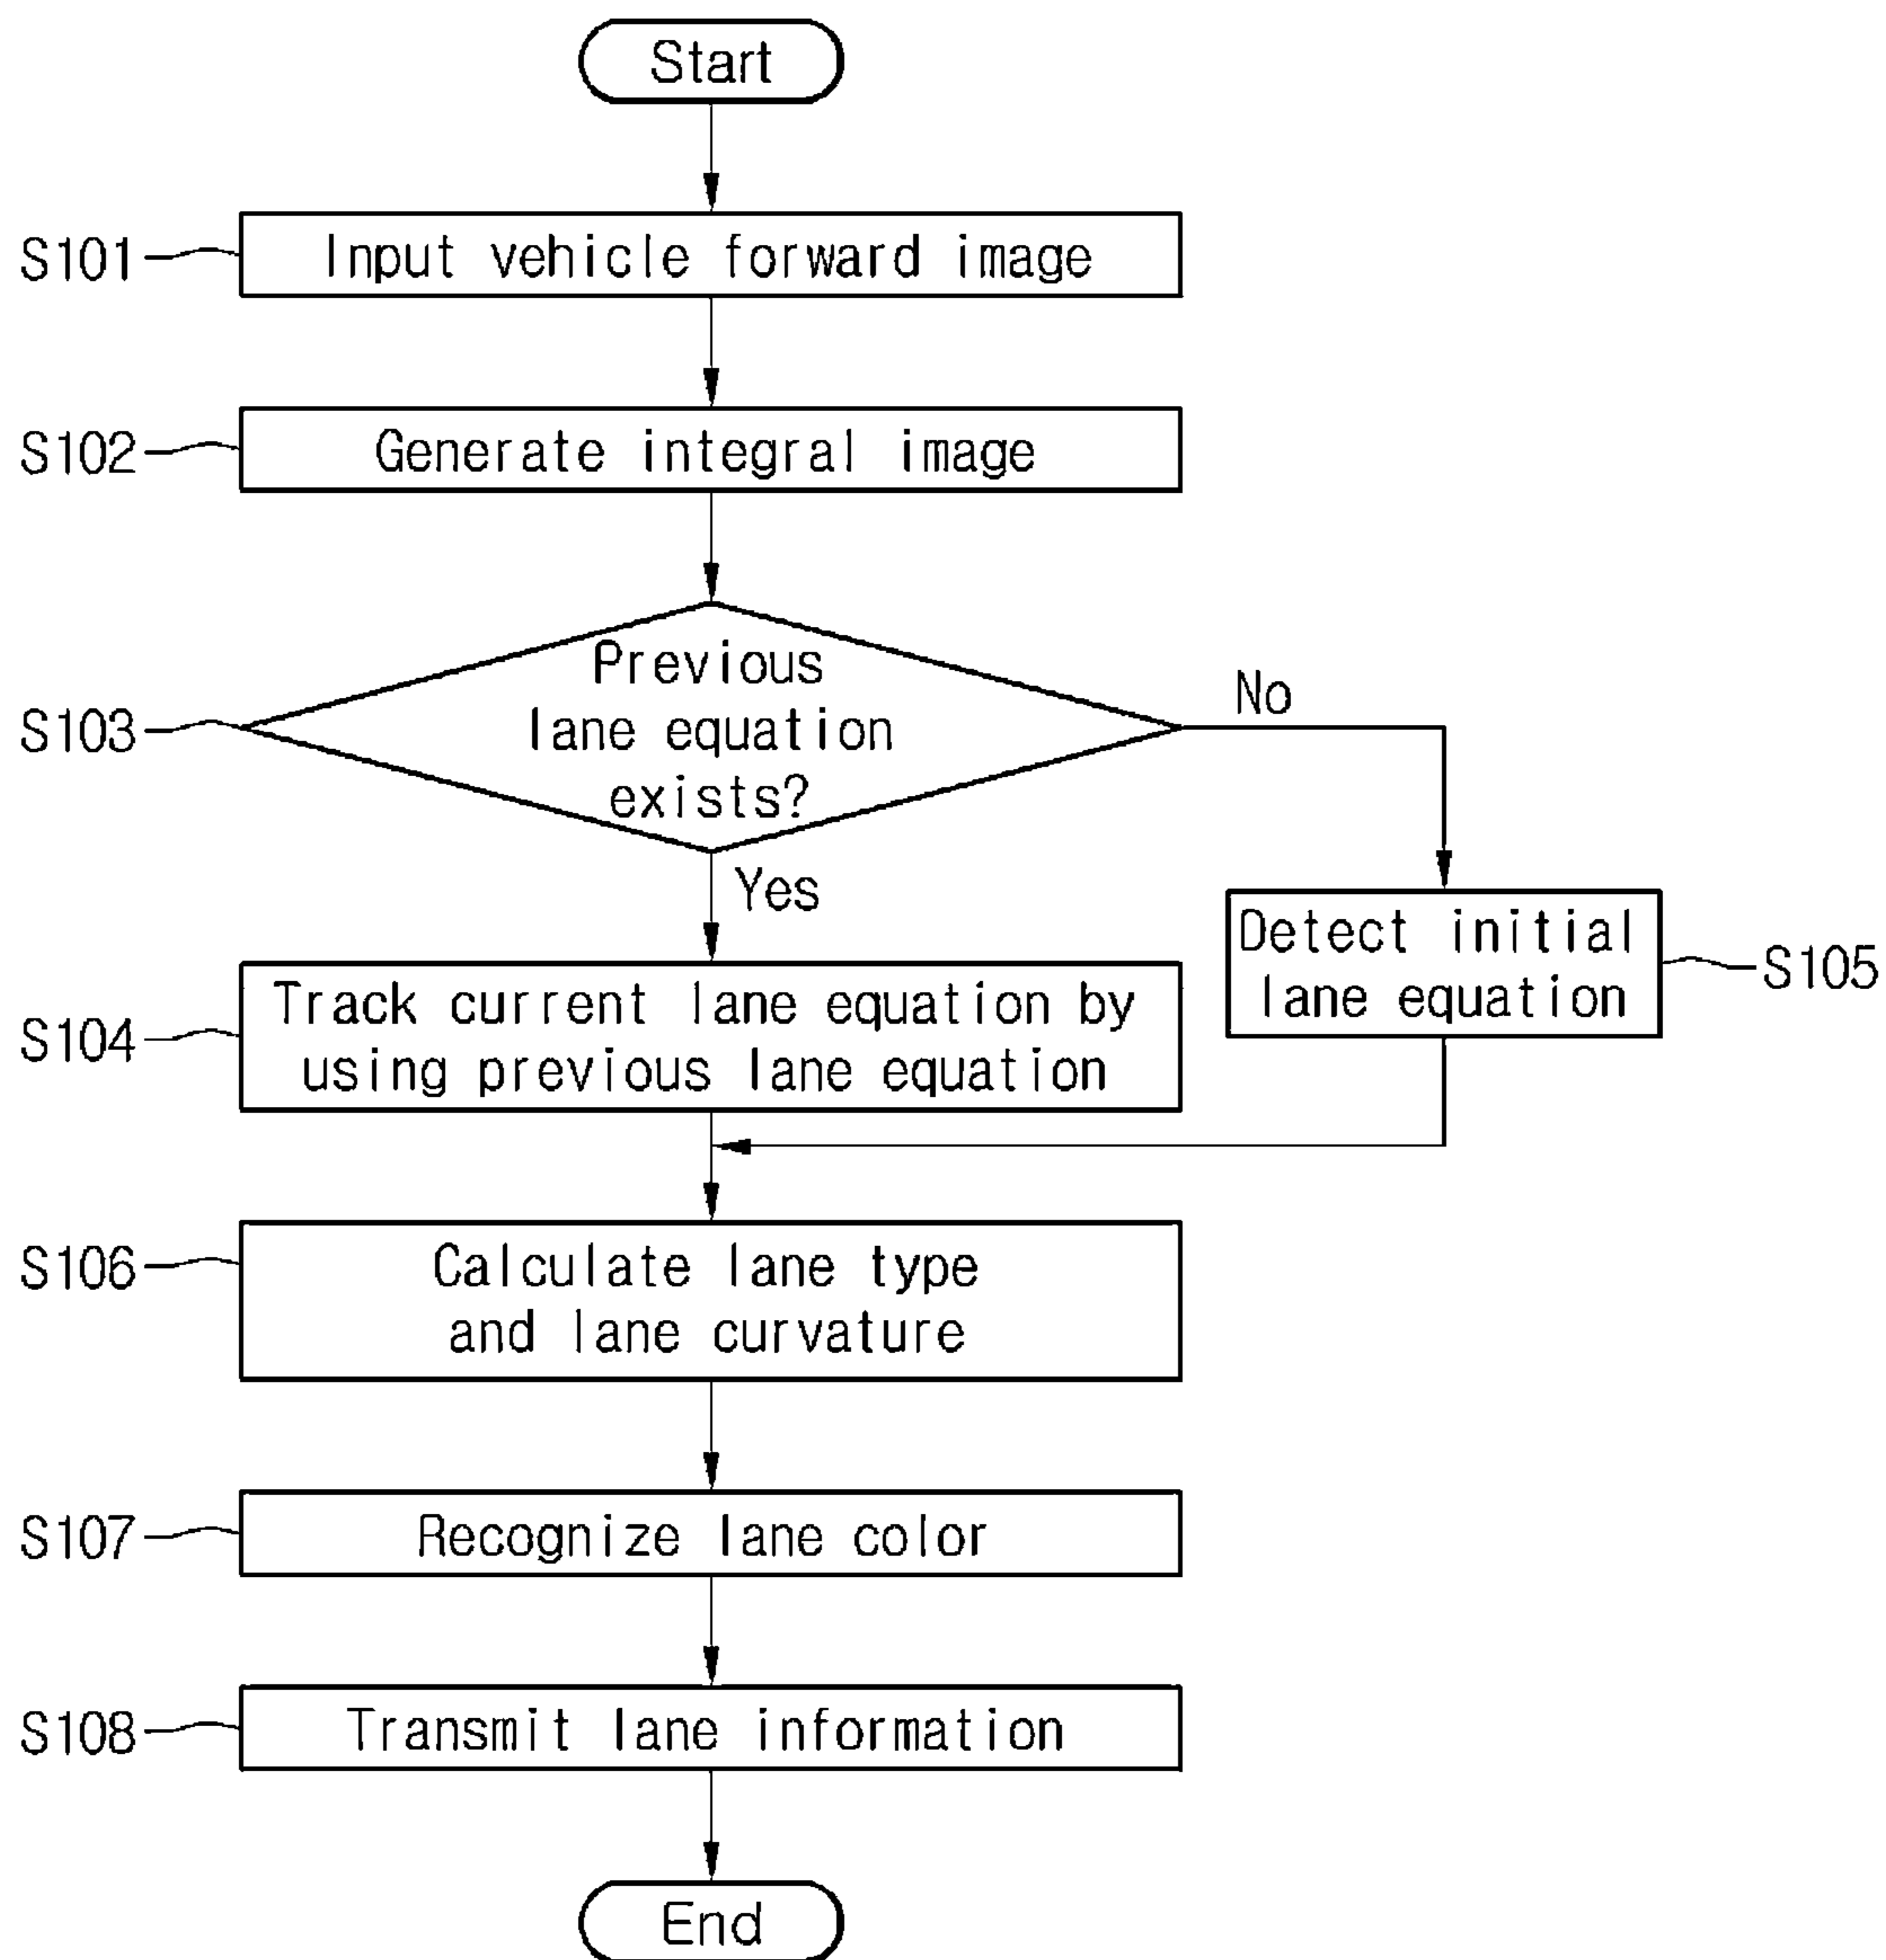 Start
S101
Input vehicle forward image
S102
Generate integral image
S103
Previous
lane equation
exists?
No
Yes
Detect initial
lane equation
S105
S104
Track current lane equation by
using previous lane equation
S106
Calculate lane type
and lane curvature
S107
Recognize lane color
S108
Transmit lane information
End